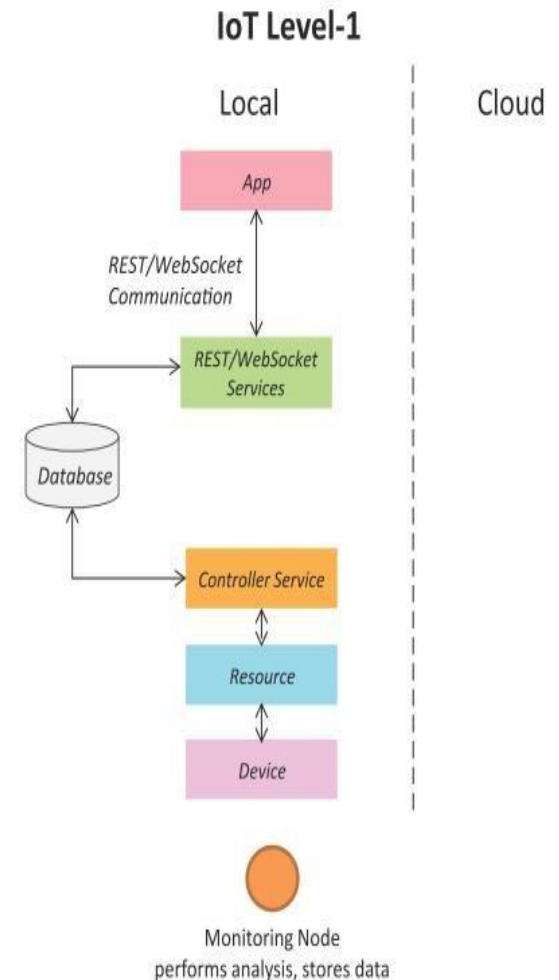 IoT Level-1
Local
Cloud
App
REST/WebSocket
Communication
REST/WebSocket
Services
Database
Controller Service
Resource
Device
Monitoring Node
performs analysis, stores data